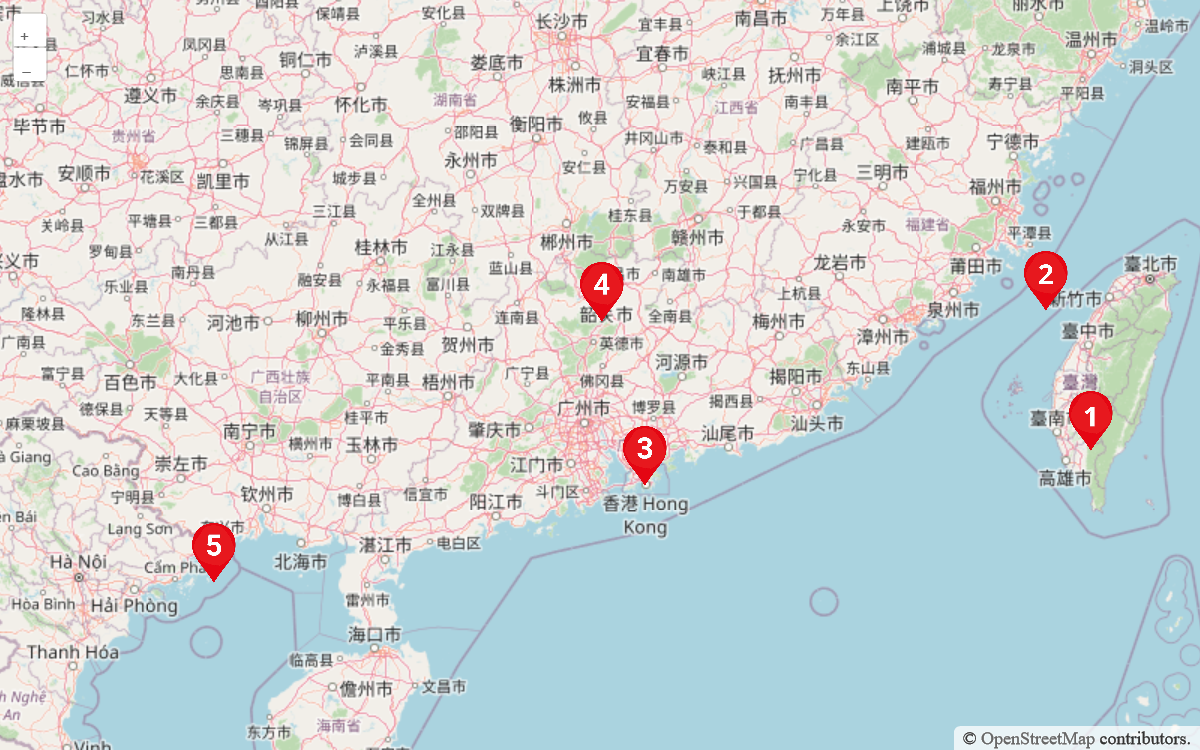 习水县
保靖县
安化县
长沙市
宜丰县
南昌市
万年县
上饶市
丽水市
温岭市
凤冈县
泸溪县
余江区
浦城县
龙泉市
温州市
仁怀市
思南县
铜仁市
娄底市
宜春市
峡江县
抚州市
洞头区
遵义市
余庆县
岑巩县
怀化市
湖南省
株洲市
安福县
江西省
南丰县
南平市
寿宁县
平阳县
毕节市
贵州省
三穗县
锦屏县
会同县
邵阳县
衡阳市
攸县
井冈山市
泰和县
广昌县
建瓯市
宁德市
安顺市
花溪区
凯里市
城步县
永州市
安仁县
万安县
兴国县
宁化县
三明市
福州市
关岭县
平塘县
三都县
三江县
全州县
双牌县
桂东县
于都县
永安市
福建省
平潭县
罗甸县
从江县
桂林市
江永县
郴州市
赣州市
南丹县
融安县
永福县
富川县
蓝山县
南雄市
龙岩市
莆田市
臺北市
乐业县
上杭县
新竹市
隆林县
东兰县
河池市
柳州市
平乐县
连南县
全南县
梅州市
漳州市
泉州市
臺中市
广南县
金秀县
贺州市
英德市
河源市
东山县
富宁县
百色市
大化县
广西壮族
自治区
平南县
梧州市
广宁县
佛冈县
揭阳市
臺灣
德保县
天等县
桂平市
广州市
博罗县
揭西县
麻栗坡县
南宁市
横州市
玉林市
肇庆市
汕尾市
汕头市
Cao Bằng
崇左市
江门市
斗门区
高雄市
宁明县
钦州市
博白县
信宜市
阳江市
香港 Hong
Kong
Lang Sơn
北海市
湛江市
电白区
Hà Nội
Hòa Bình
Hải Phòng
雷州市
海口市
Thanh Hóa
临高县
儋州市
文昌市
东方市
海南省
Vinh
1
2
3
4
5
+
–
© OpenStreetMap contributors.